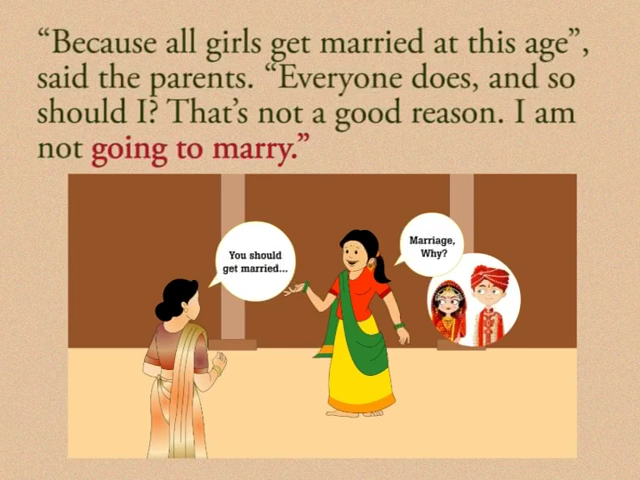 “Because all girls get married at this age”,
said the parents. “Everyone does, and so
should I? That’s not a good reason. I am
not going to marry.”
You should
get married...
Marriage,
Why?